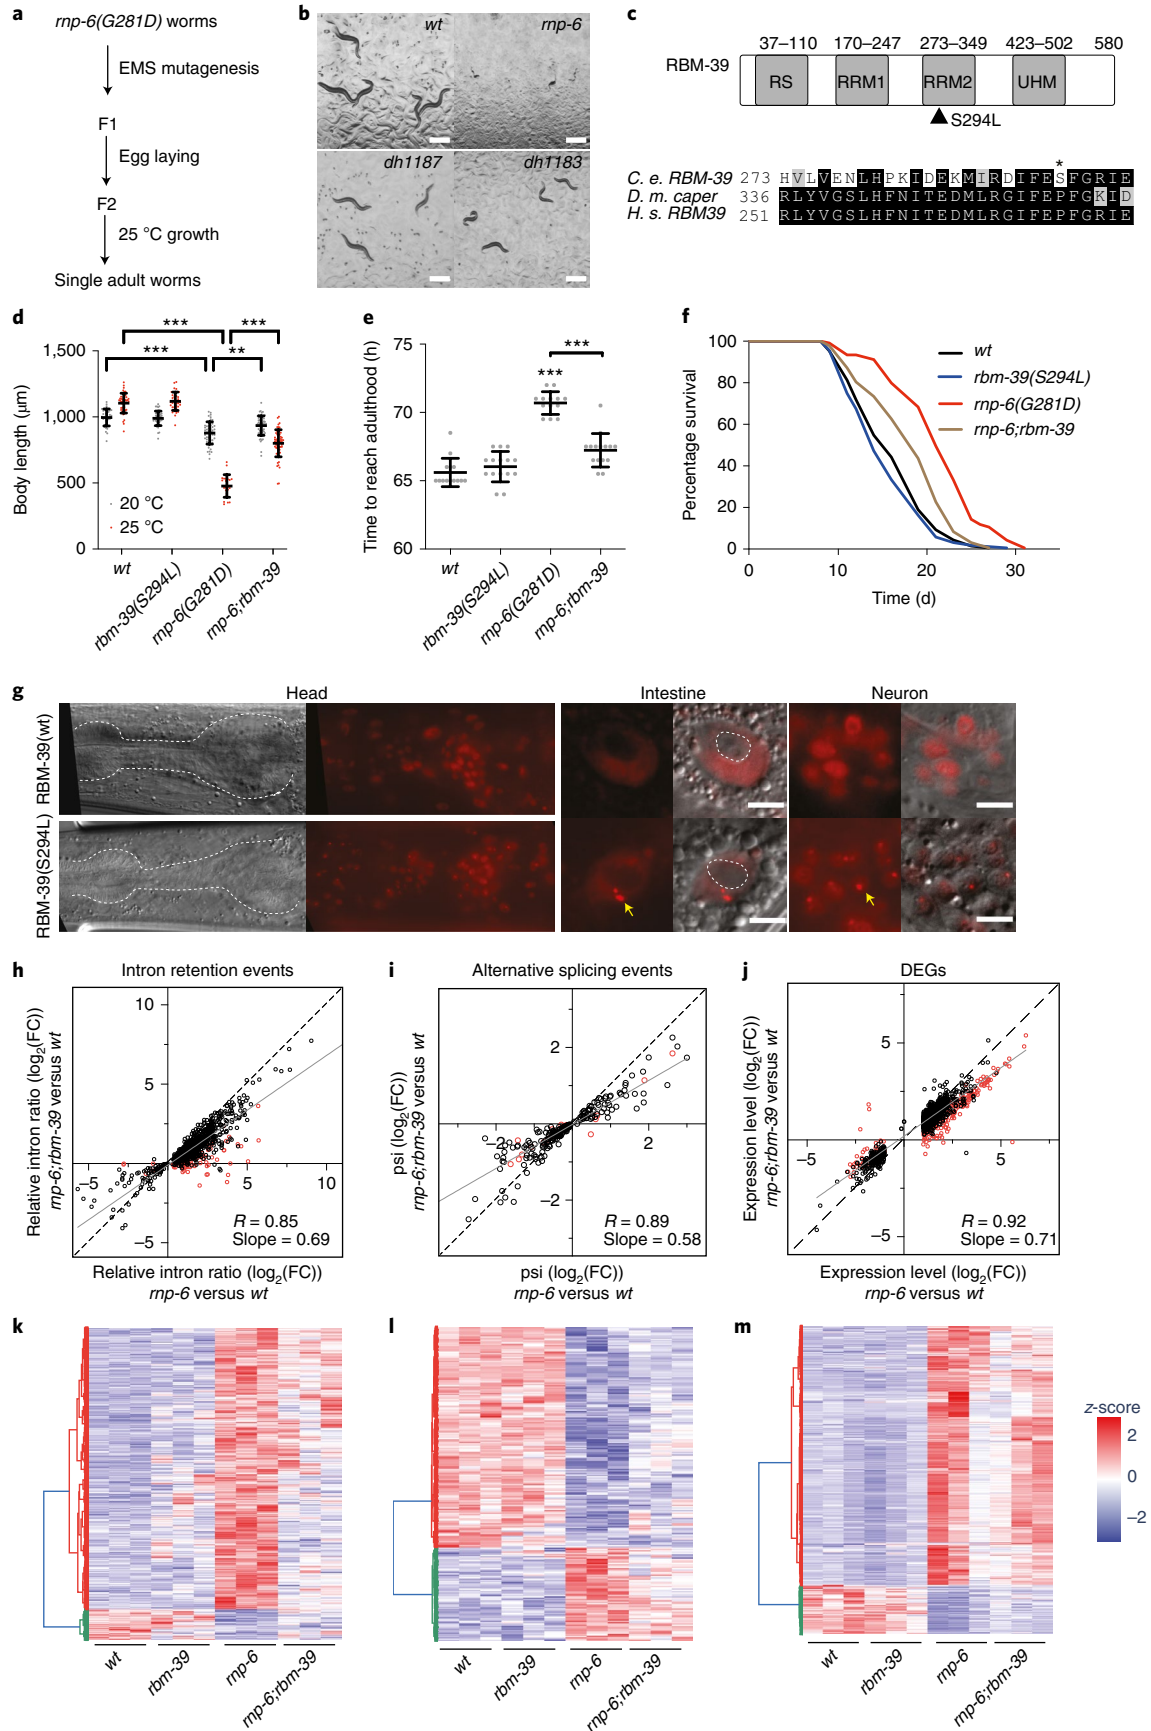 a
rnp-6(G281D) worms
EMS mutagenesis
F1
Egg laying
F2
25 °C growth
Single adult worms
b
wt
rnp-6
dh1187
dh1183
c
37–110 170–247 273–349 423–502 580
RBM-39
RS RRM1 RRM2 UHM
S294L
*
C. e. RBM-39 273 HVLVENLHPKIDEKMIRDIFESFGRIE
D. m. caper 336 RLYVGSLHFNITEDMLRGIFEPFGKID
H. s. RBM39 251 RLYVGSLHFNITEDMLRGIFEPFGRIE
d
*** ***
*** **
1,500
1,000
500
0
Body length (μm)
20 °C
25 °C
wt
rbm-39(S294L)
rnp-6(G281D)
rnp-6;rbm-39
e
***
***
75
70
65
60
Time to reach adulthood (h)
wt
rbm-39(S294L)
rnp-6(G281D)
rnp-6;rbm-39
f
100
80
60
40
20
0
Percentage survival
0 10 20 30
Time (d)
wt
rbm-39(S294L)
rnp-6(G281D)
rnp-6;rbm-39
g
Head Intestine Neuron
RBM-39(wt)
RBM-39(S294L)
h
Intron retention events
Relative intron ratio (log2(FC))
rnp-6;rbm-39 versus wt
10
5
−5 5 10
−5
R = 0.85
Slope = 0.69
Relative intron ratio (log2(FC))
rnp-6 versus wt
i
Alternative splicing events
psi (log2(FC))
rnp-6;rbm-39 versus wt
2
−2 2
−2
R = 0.89
Slope = 0.58
psi (log2(FC))
rnp-6 versus wt
j
DEGs
Expression level (log2(FC))
rnp-6;rbm-39 versus wt
5
−5 5
−5
R = 0.92
Slope = 0.71
Expression level (log2(FC))
rnp-6 versus wt
k
wt
rbm-39
rnp-6
rnp-6;rbm-39
l
wt
rbm-39
rnp-6
rnp-6;rbm-39
m
wt
rbm-39
rnp-6
rnp-6;rbm-39
z-score
2
0
−2